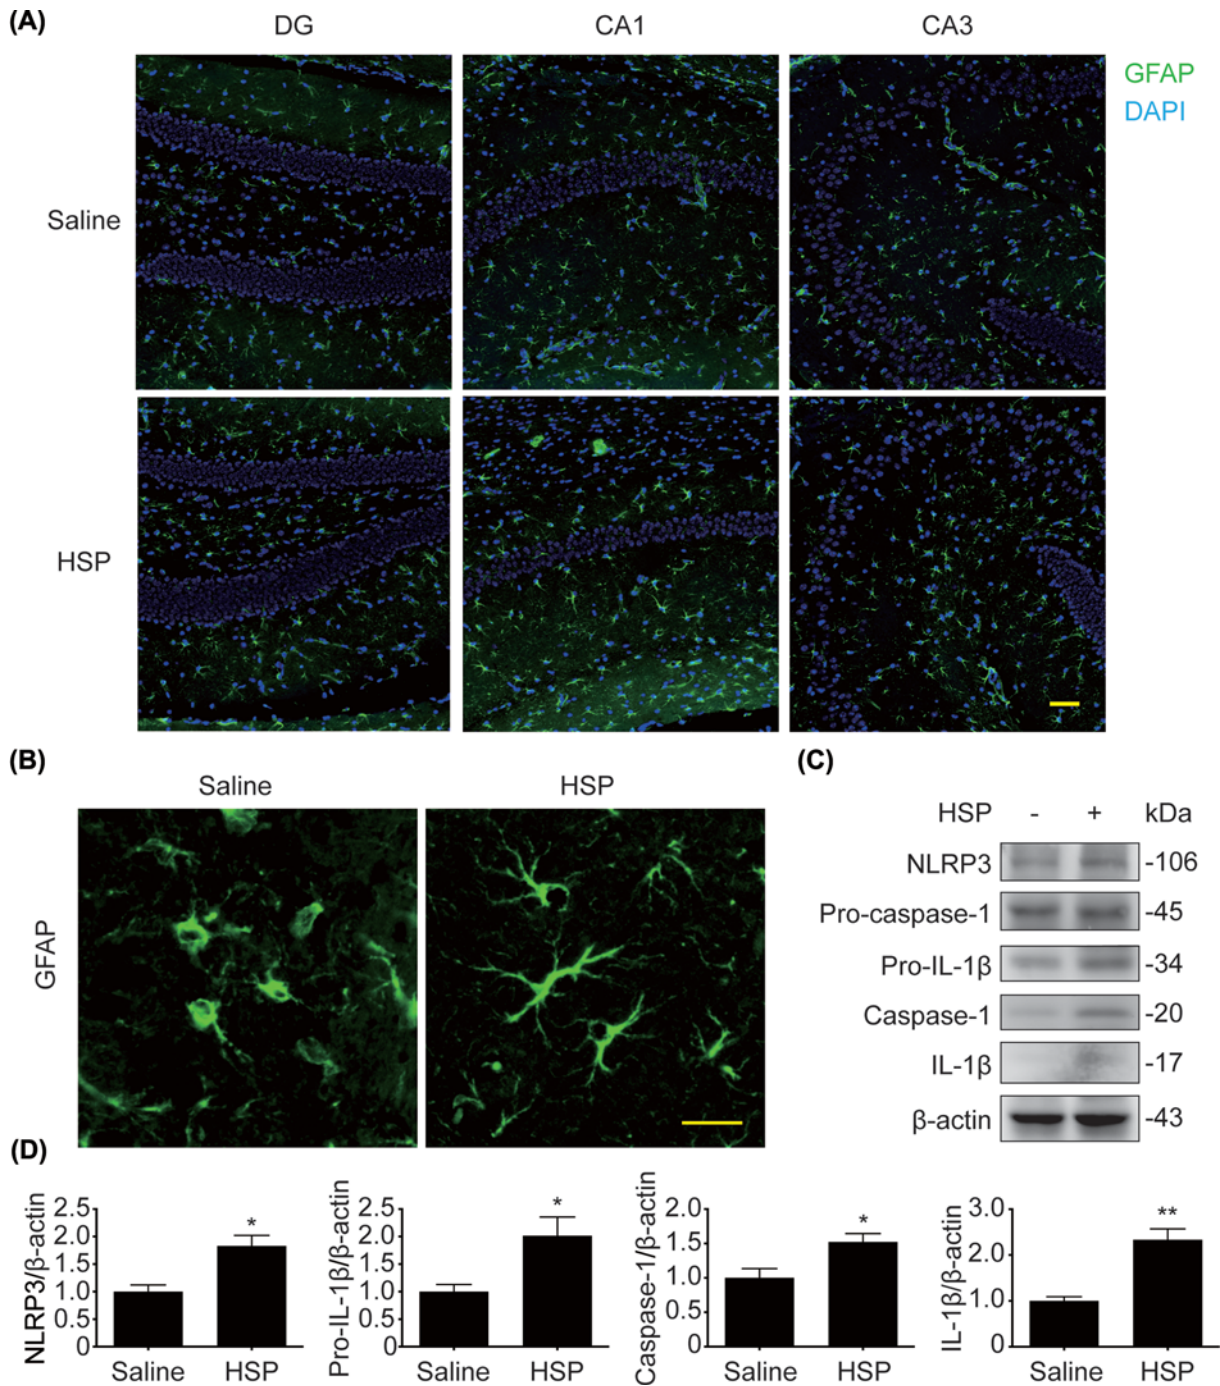 (A)
DG CA1 CA3
GFAP
DAPI
Saline
HSP
(B) (C)
Saline HSP
GFAP
HSP - + kDa
NLRP3 -106
Pro-caspase-1 -45
Pro-IL-1β -34
Caspase-1 -20
IL-1β -17
β-actin -43
(D)
NLRP3/β-actin
2.5
2.0
1.5
1.0
0.5
0
*
Saline HSP
Pro-IL-1β/β-actin
2.5
2.0
1.5
1.0
0.5
0
*
Saline HSP
Caspase-1/β-actin
2.0
1.5
1.0
0.5
0
*
Saline HSP
IL-1β/β-actin
3.0
2.0
1.0
0
**
Saline HSP